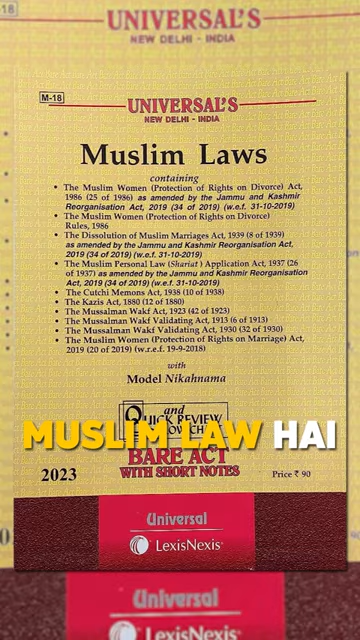 18
UNIVERSAL'S
NEW DELHI - INDIA
M-18
UNIVERSAL'S
NEW DELHI - INDIA
Muslim Laws
containing
• The Muslim Women (Protection of Rights on Divorce) Act,
1986 (25 of 1986) as amended by the Jammu and Kashmir
Reorganisation Act, 2019 (34 of 2019) (w.e.f. 31-10-2019)
• The Muslim Women (Protection of Rights on Divorce)
Rules, 1986
• The Dissolution of Muslim Marriages Act, 1939 (8 of 1939)
as amended by the Jammu and Kashmir Reorganisation Act,
2019 (34 of 2019) (w.e.f. 31-10-2019)
• The Muslim Personal Law (Shariat) Application Act, 1937 (26
of 1937) as amended by the Jammu and Kashmir Reorganisation
Act, 2019 (34 of 2019) (w.e.f. 31-10-2019)
• The Cutchi Memons Act, 1938 (10 of 1938)
• The Kazis Act, 1880 (12 of 1880)
• The Mussalman Wakf Act, 1923 (42 of 1923)
• The Mussalman Wakf Validating Act, 1913 (6 of 1913)
• The Mussalman Wakf Validating Act, 1930 (32 of 1930)
• The Muslim Women (Protection of Rights on Marriage) Act,
2019 (20 of 2019) (w.r.e.f. 19-9-2018)
with
Model Nikahnama
and
QUICK REVIEW
MUSLIM LAW HAI
BARE ACT
WITH SHORT NOTES
2023
Price ₹ 90
Universal
LexisNexis®
Universal
LexisNexis®